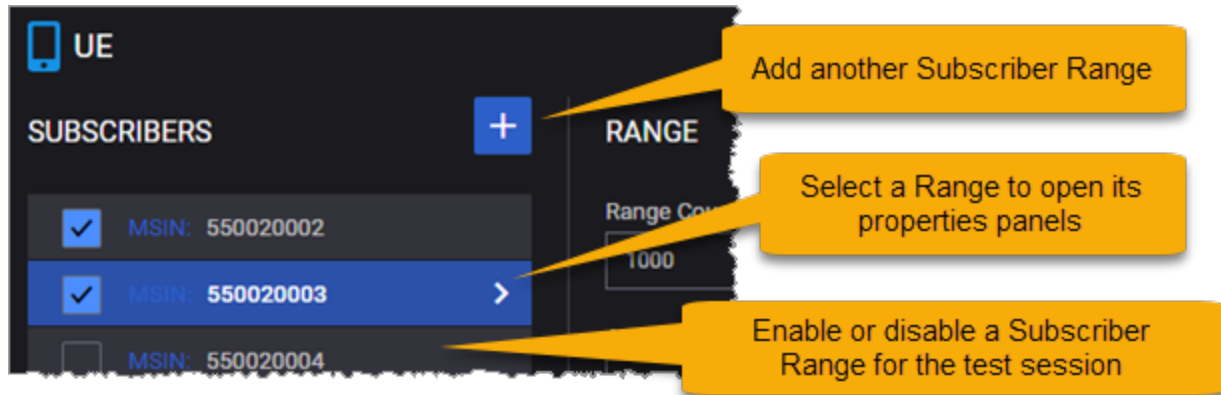 UE
Add another Subscriber Range
SUBSCRIBERS
RANGE
Select a Range to open its
properties panels
MSIN: 550020002
1000
MSIN: 550020003
Enable or disable a Subscriber
Range for the test session
MSIN: 550020004